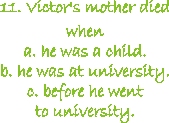 11. Victor's mother died
when
a. he was a child.
b. he was at university.
c. before he went
to university.